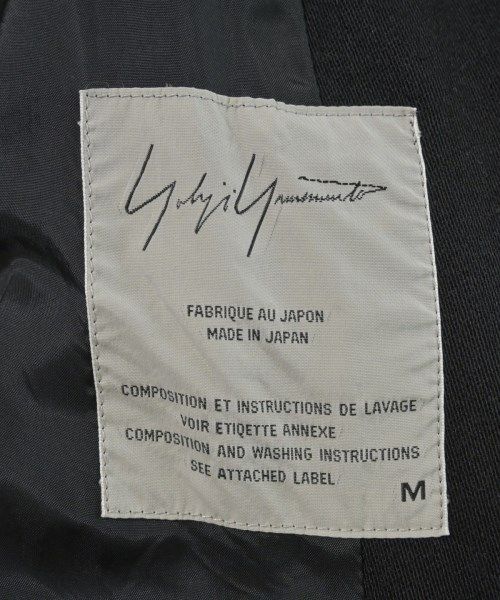 Yohji Yamamoto
FABRIQUE AU JAPON/
MADE IN JAPAN/
COMPOSITION ET INSTRUCTIONS DE LAVAGE/
VOIR ETIQETTE ANNEXE/
COMPOSITION AND WASHING INSTRUCTIONS
SEE ATTACHED LABEL/
M